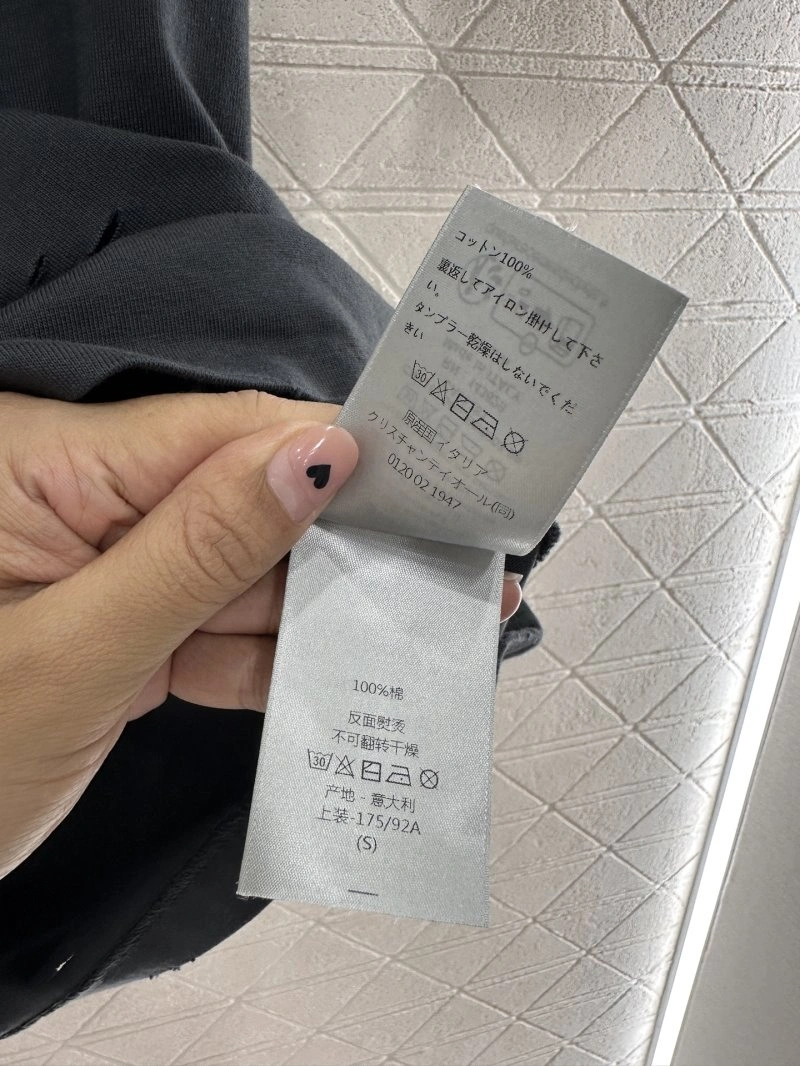 コットン100%
裏返してアイロン掛けして下さ
い。
タンブラー乾燥はしないでくだ
さい
30
原産国 イタリア
クリスチャンディオール(同)
0120 02 1947
100%棉
反面熨烫
不可翻转干燥
30
产地 - 意大利
上装-175/92A
(S)